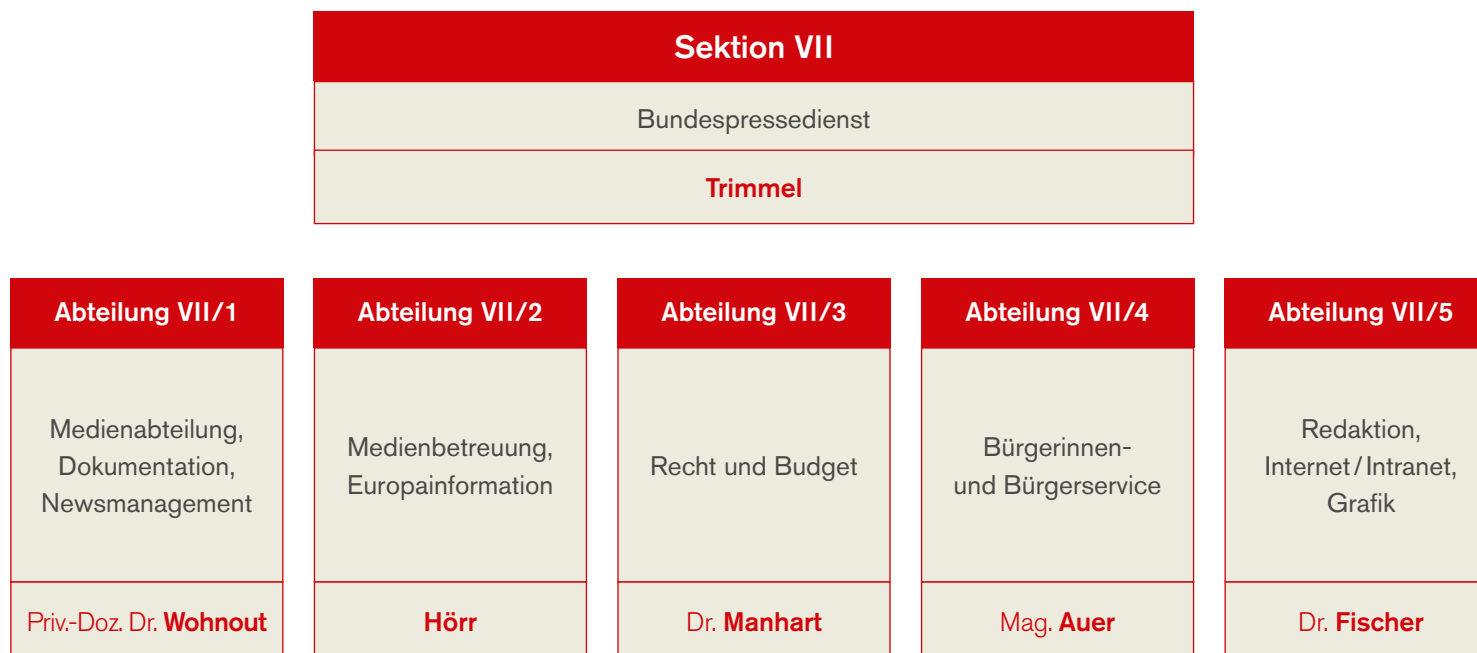 Sektion VII
Bundespressedienst
Trimmel
Abteilung VII/1
Medienabteilung,
Dokumentation,
Newsmanagement
Priv.-Doz. Dr. Wohnout
Abteilung VII/2
Medienbetreuung,
Europainformation
Hörr
Abteilung VII/3
Recht und Budget
Dr. Manhart
Abteilung VII/4
Bürgerinnen-
und Bürgerservice
Mag. Auer
Abteilung VII/5
Redaktion,
Internet / Intranet,
Grafik
Dr. Fischer